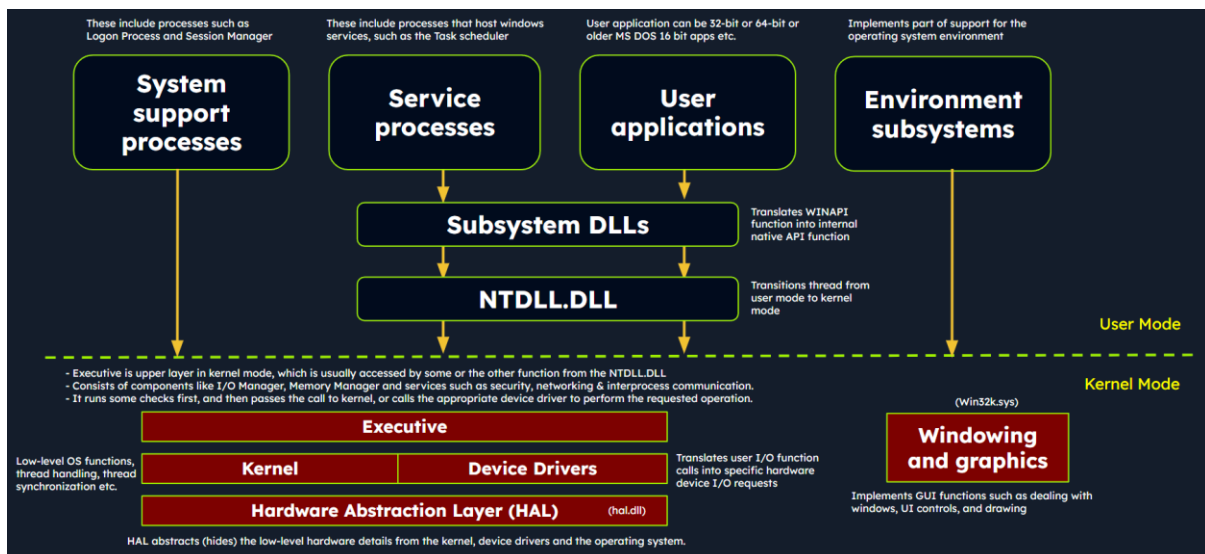 These include processes such as
Logon Process and Session Manager
These include processes that host windows
services, such as the Task scheduler
User application can be 32-bit or 64-bit or
older MS DOS 16 bit apps etc.
Implements part of support for the
operating system environment
System
support
processes
Service
processes
User
applications
Environment
subsystems
Subsystem DLLs
Translates WINAPI
function into internal
native API function
NTDLL.DLL
Transitions thread from
user mode to kernel
mode
User Mode
Kernel Mode
- Executive is upper layer in kernel mode, which is usually accessed by some or the other function from the NTDLL.DLL
- Consists of components like I/O Manager, Memory Manager and services such as security, networking & interprocess communication.
- It runs some checks first, and then passes the call to kernel, or calls the appropriate device driver to perform the requested operation.
(Win32k.sys)
Executive
Windowing
and graphics
Low-level OS functions,
thread handling, thread
synchronization etc.
Kernel
Device Drivers
Translates user I/O function
calls into specific hardware
device I/O requests
Implements GUI functions such as dealing with
windows, UI controls, and drawing
Hardware Abstraction Layer (HAL)
(hal.dll)
HAL abstracts (hides) the low-level hardware details from the kernel, device drivers and the operating system.